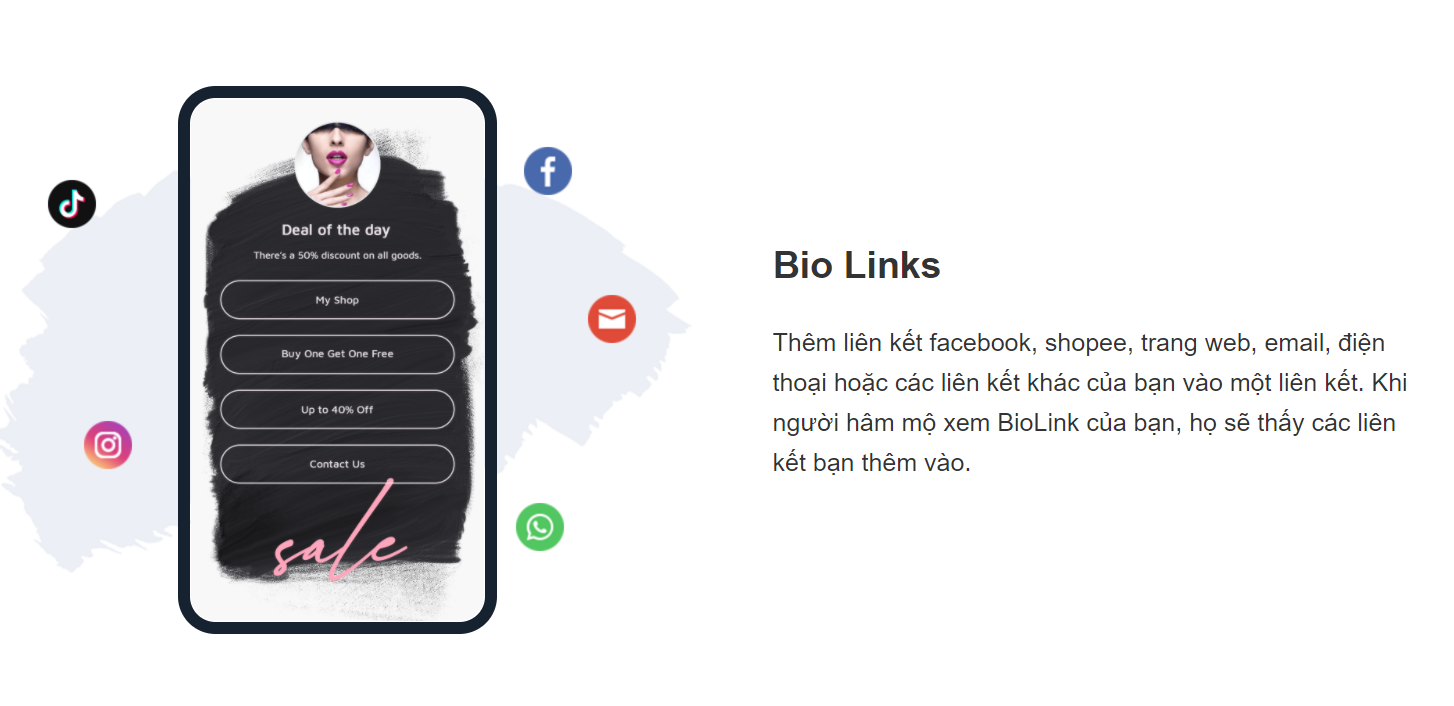 Deal of the day
There's a 50% discount on all goods.
My Shop
Buy One Get One Free
Up to 40% Off
Contact Us
sale
Bio Links
Thêm liên kết facebook, shopee, trang web, email, điện
thoại hoặc các liên kết khác của bạn vào một liên kết. Khi
người hâm mộ xem BioLink của bạn, họ sẽ thấy các liên
kết bạn thêm vào.